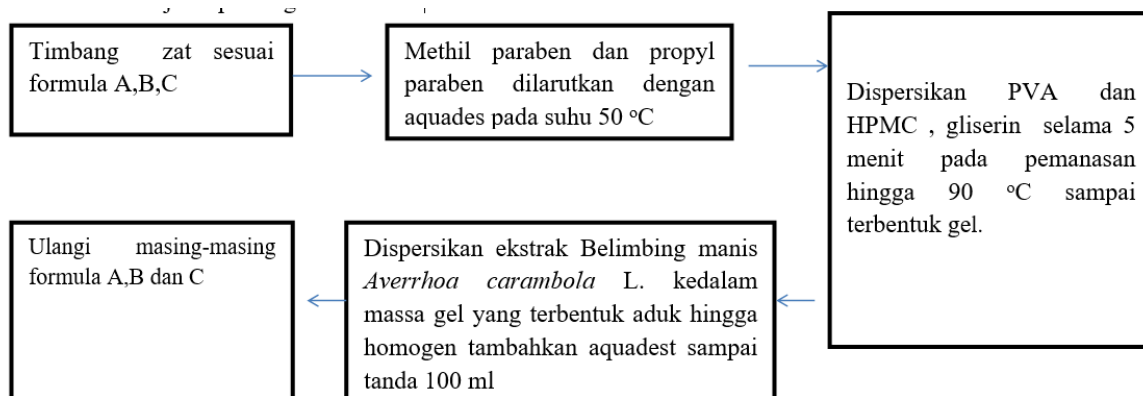 Timbang zat sesuai
formula A,B,C
Methil paraben dan propyl
paraben dilarutkan dengan
aquades pada suhu 50 °C
Dispersikan PVA dan
HPMC , gliserin selama 5
menit pada pemanasan
hingga 90 °C sampai
terbentuk gel.
Dispersikan ekstrak Belimbing manis
Averrhoa carambola L. kedalam
massa gel yang terbentuk aduk hingga
homogen tambahkan aquadest sampai
tanda 100 ml
Ulangi masing-masing
formula A,B dan C